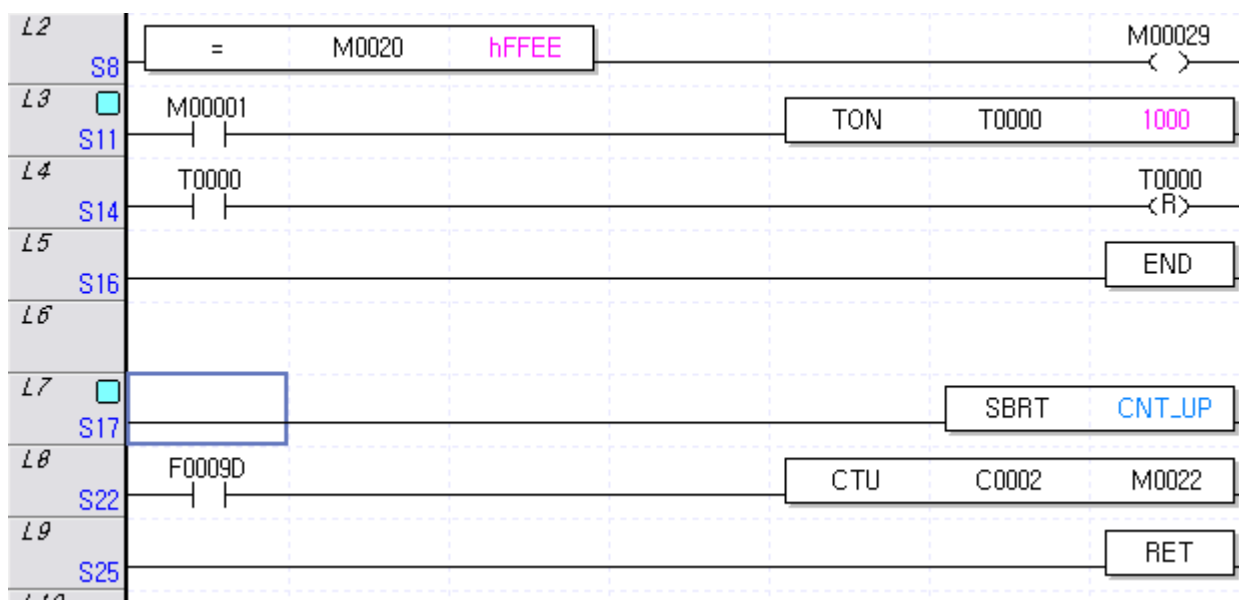 L2 M00029
= M0020 hFFEE
S8
L3 M00001
TON T0000 1000
S11
L4 T0000 T0000
(R)
S14
L5
END
S16
L6
L7
SBRT CNT_UP
S17
L8 F0009D
CTU C0002 M0022
S22
L9
RET
S25